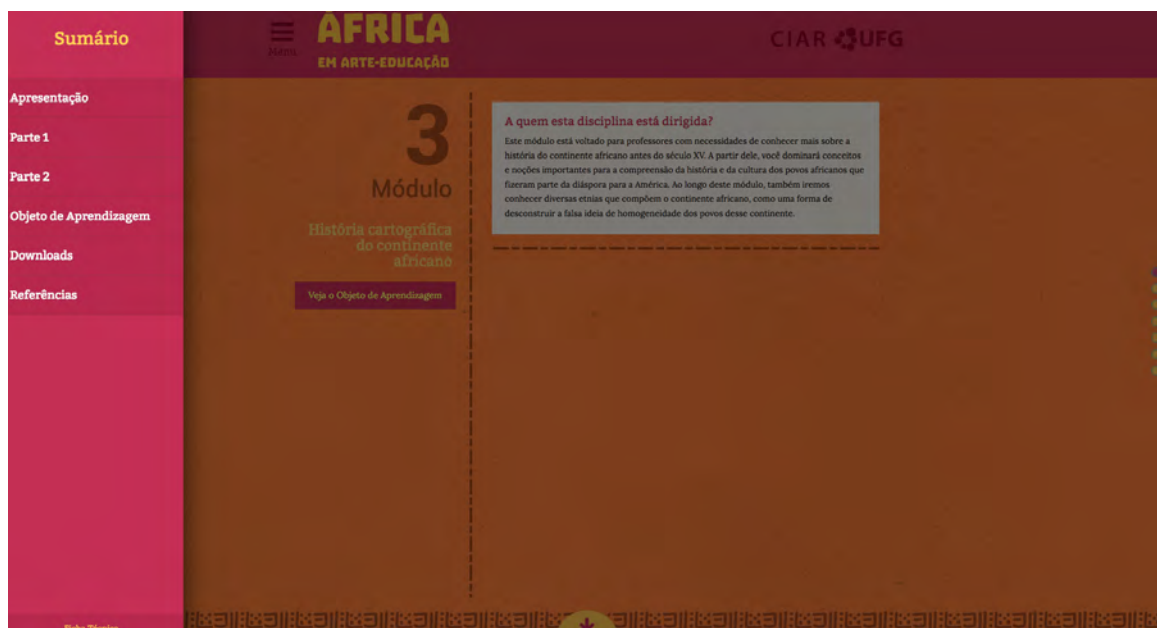 Sumário
Apresentação
Parte 1
Parte 2
Objeto de Aprendizagem
Downloads
Referências
Ficha Técnica
Menu
ÁFRICA
EM ARTE-EDUCAÇÃO
CIAR UFG
3
Módulo
História cartográfica
do continente
africano
Veja o Objeto de Aprendizagem
A quem esta disciplina está dirigida?
Este módulo está voltado para professores com necessidades de conhecer mais sobre a
história do continente africano antes do século XV. A partir dele, você dominará conceitos
e noções importantes para a compreensão da história e da cultura dos povos africanos que
fizeram parte da diáspora para a América. Ao longo deste módulo, também iremos
conhecer diversas etnias que compõem o continente africano, como uma forma de
desconstruir a falsa ideia de homogeneidade dos povos desse continente.